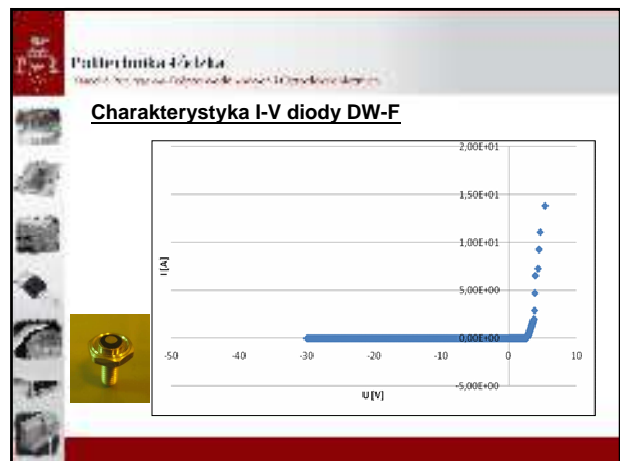 Politechnika Łódzka
Charakterystyka I-V diody DW-F
2,00E+01
1,50E+01
1,00E+01
5,00E+00
0,00E+00
-5,00E+00
I [A]
-50 -40 -30 -20 -10 0 10
U [V]